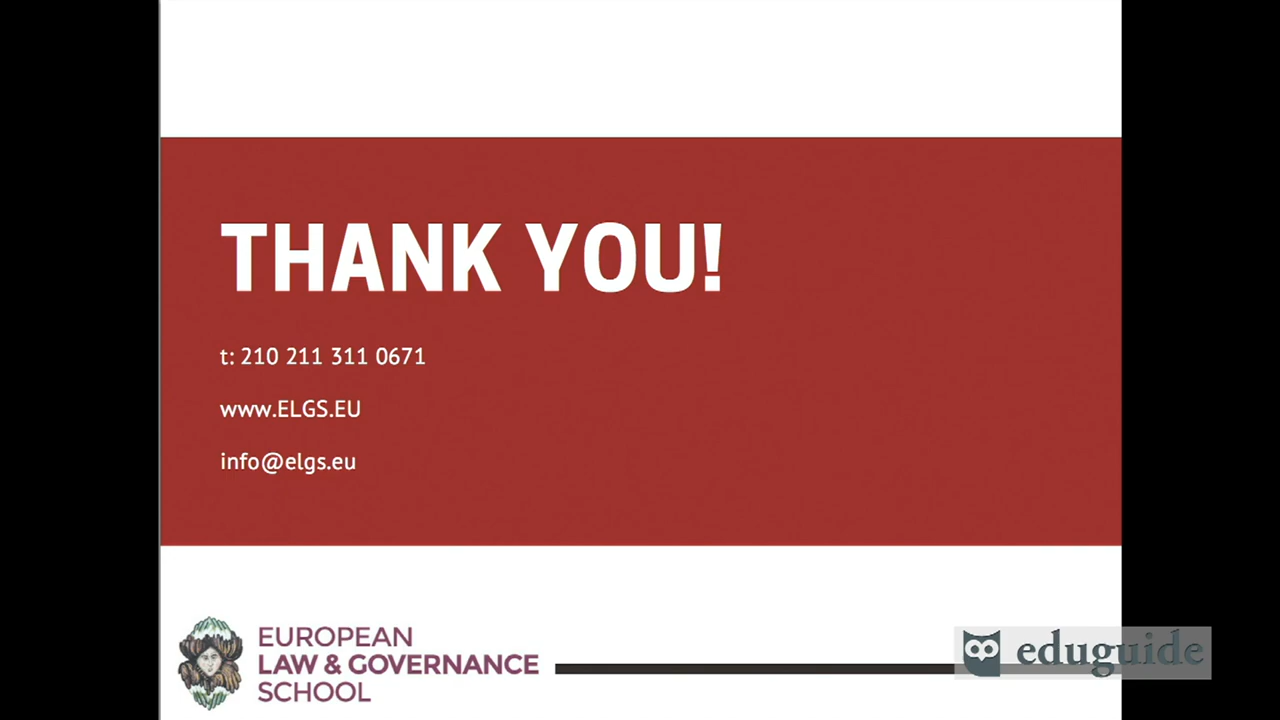 THANK YOU!
t: 210 211 311 0671
www.ELGS.EU
info@elgs.eu
EUROPEAN
LAW & GOVERNANCE
SCHOOL
eduguide